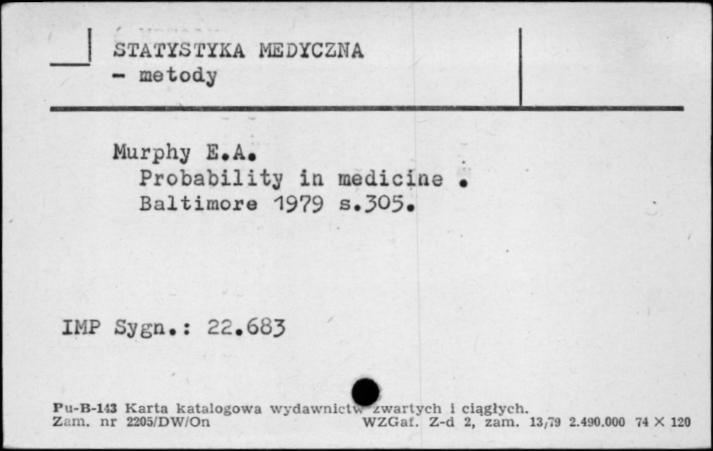 STATYSTYKA MEDYCZNA
- metody
Murphy E.A.
Probability in medicine .
Baltimore 1979 s.305.
IMP Sygn.: 22.683
Pu-B-143 Karta katalogowa wydawnictw zwartych i ciągłych.
Zam. nr 2205/DW/On WZGaf. Z-d 2, zam. 13/79 2.490.000 74 X 120